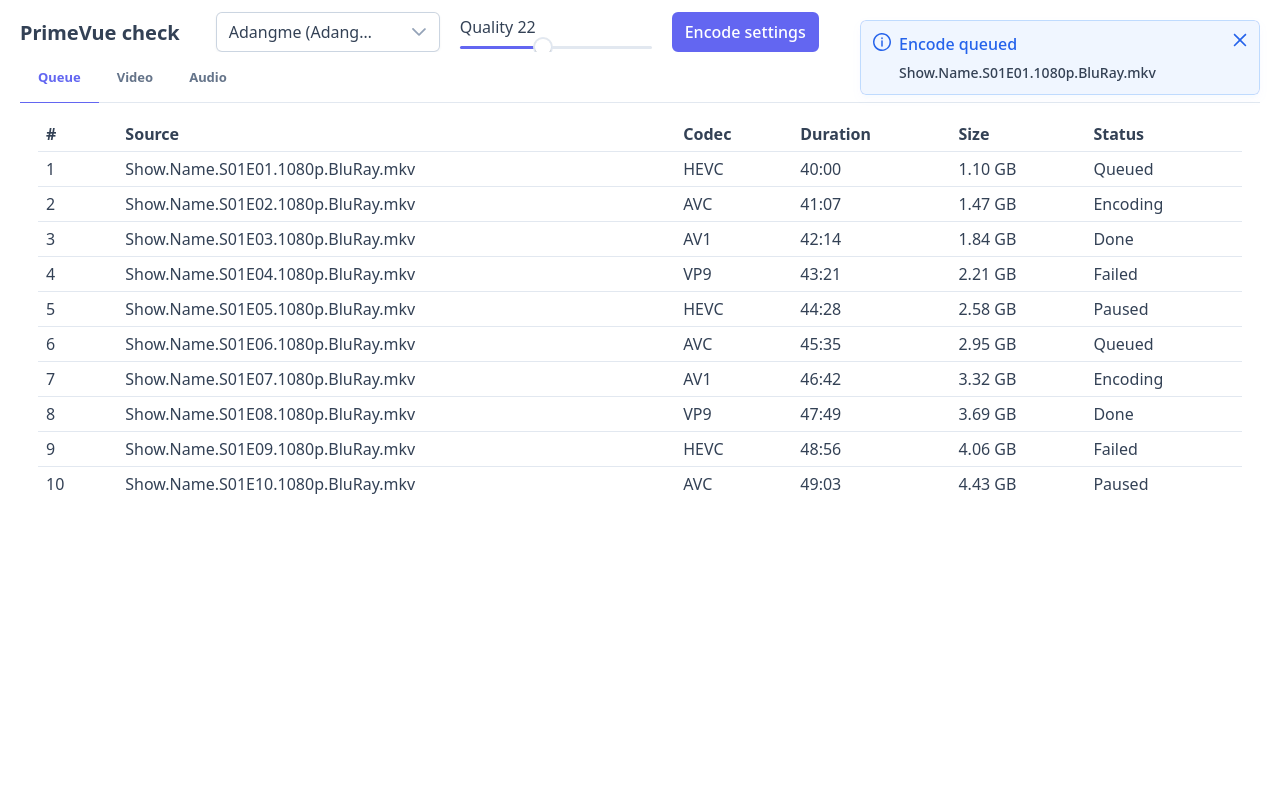 PrimeVue check
Adangme (Adang...
Quality 22
Encode settings
Encode queued
Show.Name.S01E01.1080p.BluRay.mkv
Queue Video Audio
# Source Codec Duration Size Status
1 Show.Name.S01E01.1080p.BluRay.mkv HEVC 40:00 1.10 GB Queued
2 Show.Name.S01E02.1080p.BluRay.mkv AVC 41:07 1.47 GB Encoding
3 Show.Name.S01E03.1080p.BluRay.mkv AV1 42:14 1.84 GB Done
4 Show.Name.S01E04.1080p.BluRay.mkv VP9 43:21 2.21 GB Failed
5 Show.Name.S01E05.1080p.BluRay.mkv HEVC 44:28 2.58 GB Paused
6 Show.Name.S01E06.1080p.BluRay.mkv AVC 45:35 2.95 GB Queued
7 Show.Name.S01E07.1080p.BluRay.mkv AV1 46:42 3.32 GB Encoding
8 Show.Name.S01E08.1080p.BluRay.mkv VP9 47:49 3.69 GB Done
9 Show.Name.S01E09.1080p.BluRay.mkv HEVC 48:56 4.06 GB Failed
10 Show.Name.S01E10.1080p.BluRay.mkv AVC 49:03 4.43 GB Paused